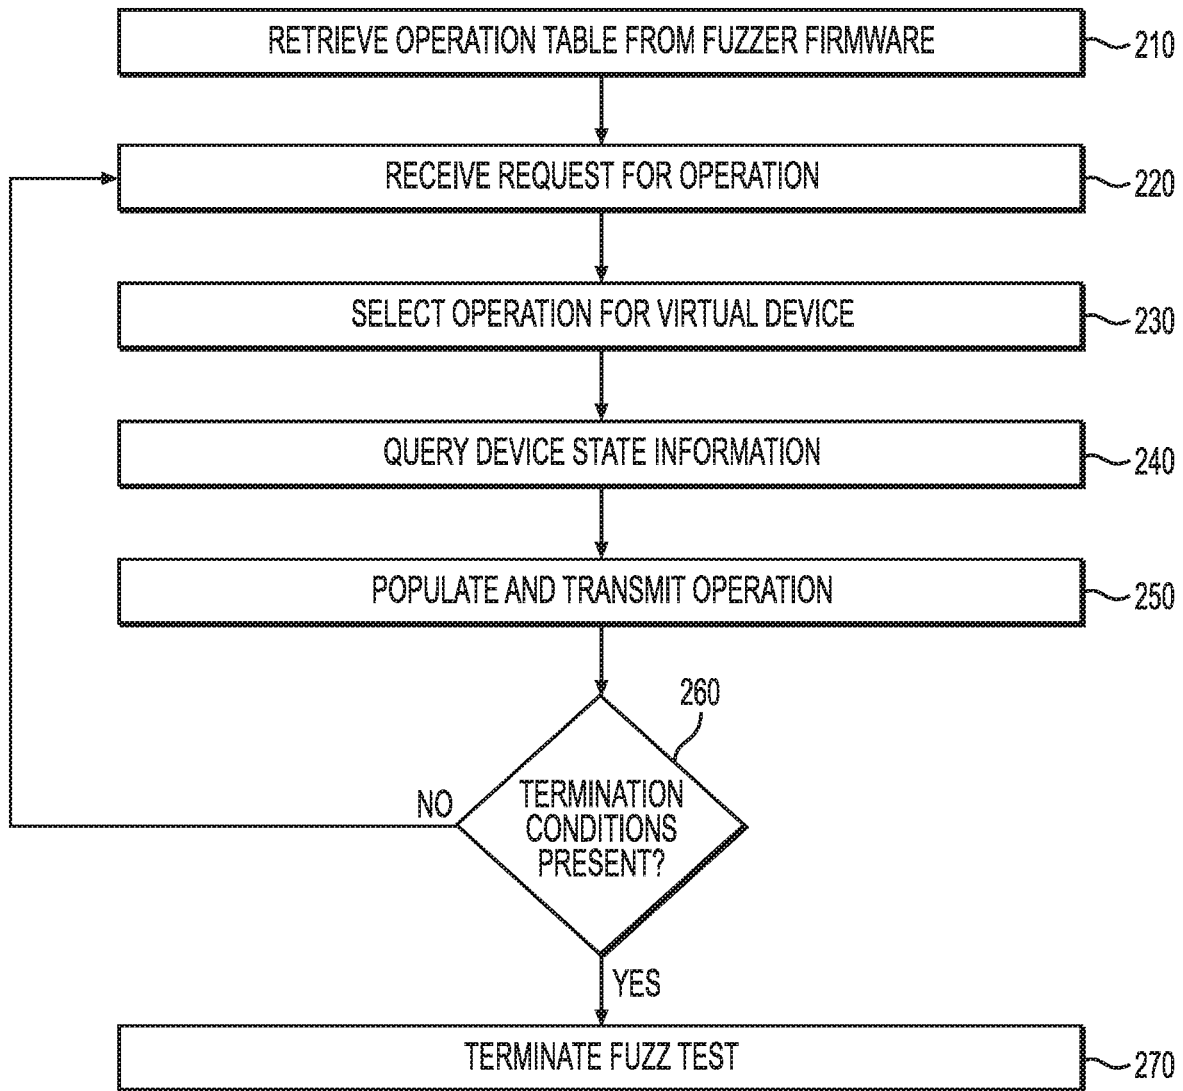 RETRIEVE OPERATION TABLE FROM FUZZER FIRMWARE
210
RECEIVE REQUEST FOR OPERATION
220
SELECT OPERATION FOR VIRTUAL DEVICE
230
QUERY DEVICE STATE INFORMATION
240
POPULATE AND TRANSMIT OPERATION
250
260
TERMINATION
CONDITIONS
PRESENT?
NO
YES
TERMINATE FUZZ TEST
270